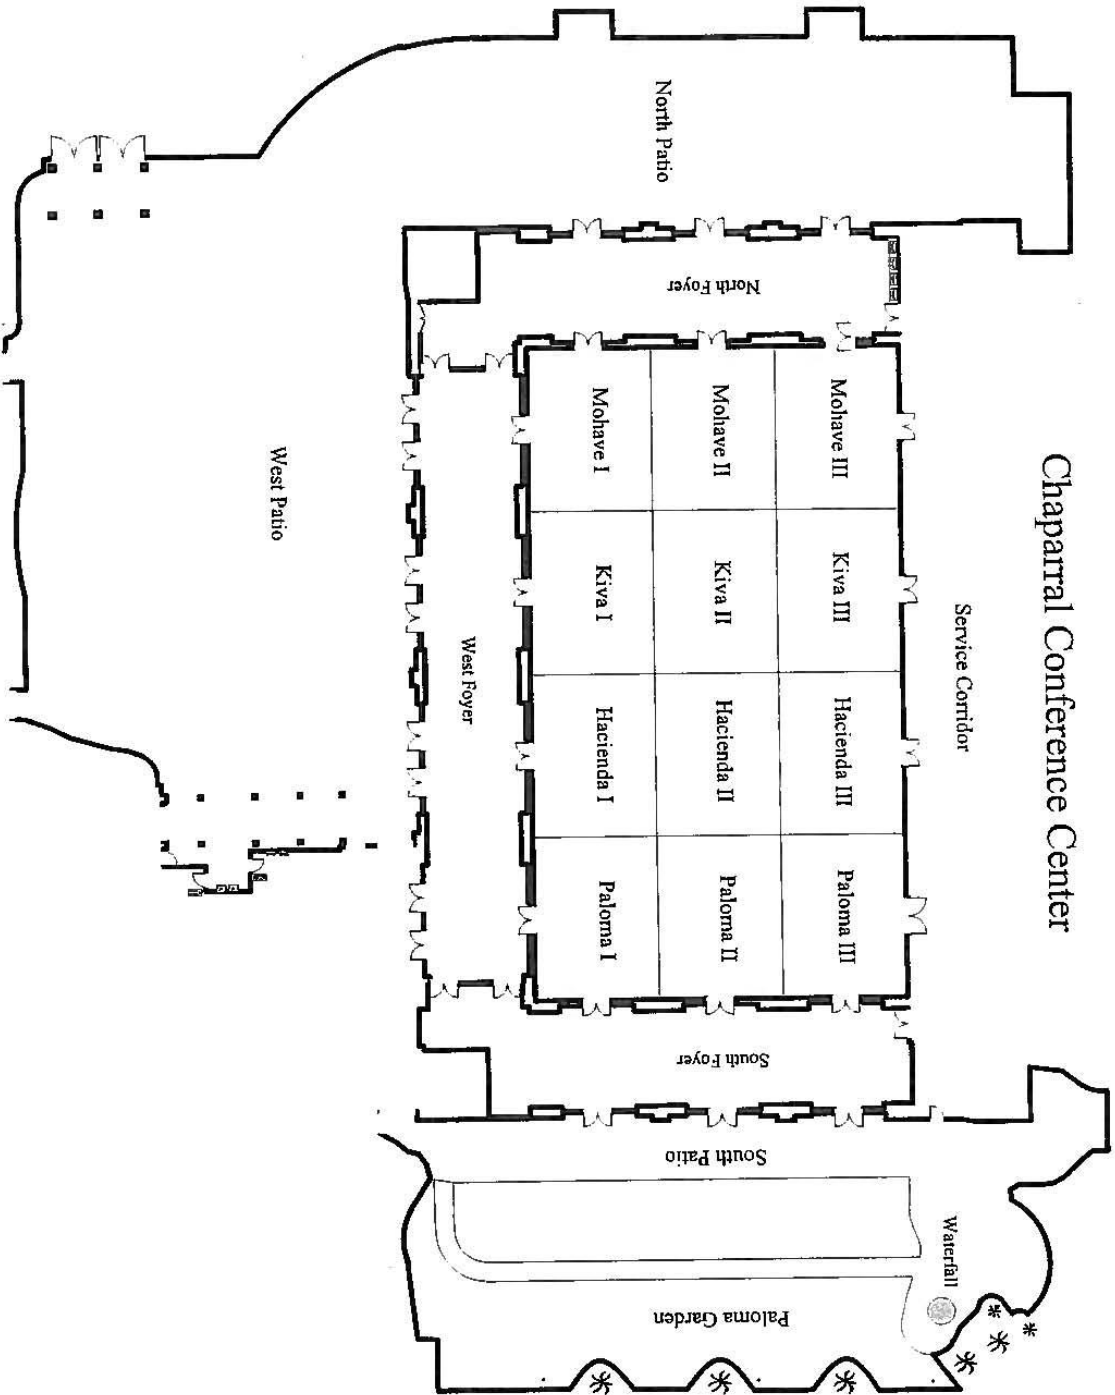 Chaparral Conference Center
North Patio
North Foyer
Service Corridor
Mohave III
Kiva III
Hacienda III
Paloma III
Mohave II
Kiva II
Hacienda II
Paloma II
Mohave I
Kiva I
Hacienda I
Paloma I
West Foyer
West Patio
South Foyer
South Patio
Waterfall
Paloma Garden